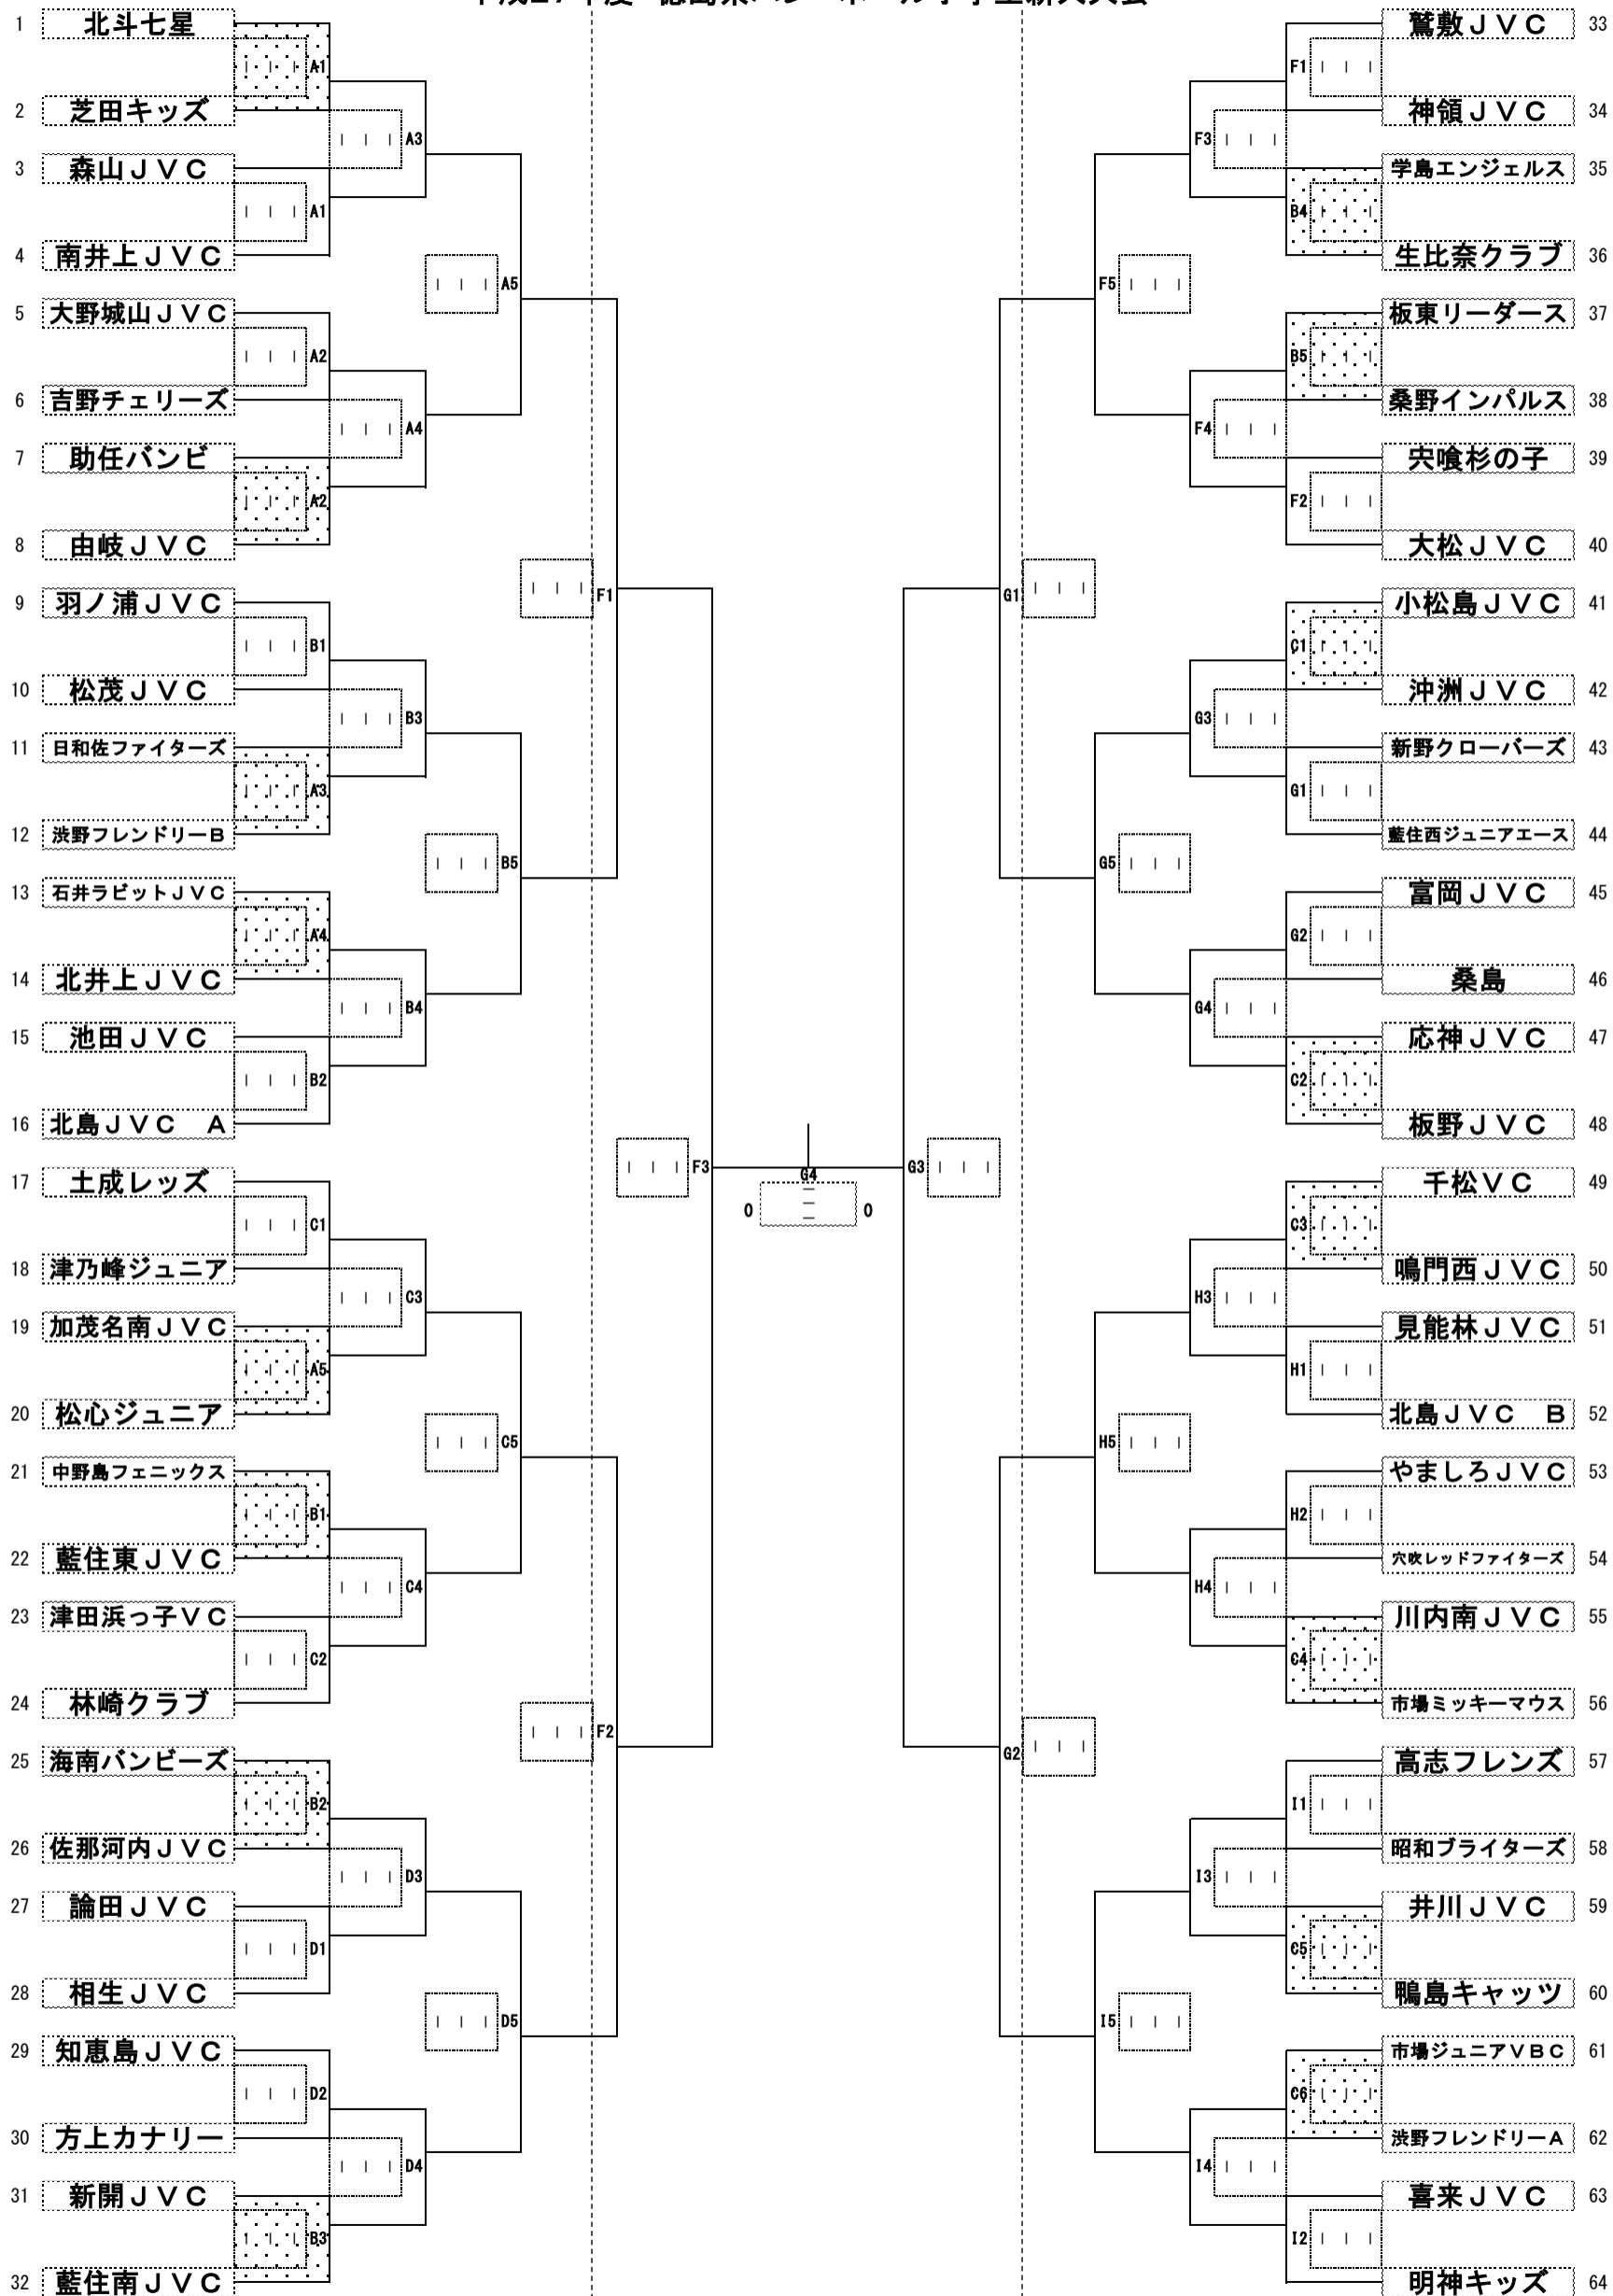 1 北斗七星
A1
2 芝田キッズ
A3
3 森山ＪＶＣ
A1
4 南井上ＪＶＣ
A5
5 大野城山ＪＶＣ
A2
6 吉野チェリーズ
A4
7 助任バンビ
A2
8 由岐ＪＶＣ
F1
9 羽ノ浦ＪＶＣ
B1
10 松茂ＪＶＣ
B3
11 日和佐ファイターズ
A3
12 渋野フレンドリーＢ
B5
13 石井ラビットＪＶＣ
A4
14 北井上ＪＶＣ
B4
15 池田ＪＶＣ
B2
16 北島ＪＶＣ　Ａ
F3
17 土成レッズ
C1
18 津乃峰ジュニア
C3
19 加茂名南ＪＶＣ
A5
20 松心ジュニア
C5
21 中野島フェニックス
B1
22 藍住東ＪＶＣ
C4
23 津田浜っ子ＶＣ
C2
24 林崎クラブ
F2
25 海南バンビーズ
B2
26 佐那河内ＪＶＣ
D3
27 論田ＪＶＣ
D1
28 相生ＪＶＣ
D5
29 知恵島ＪＶＣ
D2
30 方上カナリー
D4
31 新開ＪＶＣ
B3
32 藍住南ＪＶＣ
G4
0 0
鷲敷ＪＶＣ 33
F1
神領ＪＶＣ 34
F3
学島エンジェルス 35
B4
生比奈クラブ 36
F5
板東リーダース 37
B5
桑野インパルス 38
F4
宍喰杉の子 39
F2
大松ＪＶＣ 40
G1
小松島ＪＶＣ 41
C1
沖洲ＪＶＣ 42
G3
新野クローバーズ 43
G1
藍住西ジュニアエース 44
G5
富岡ＪＶＣ 45
G2
桑島 46
G4
応神ＪＶＣ 47
C2
板野ＪＶＣ 48
G3
千松ＶＣ 49
C3
鳴門西ＪＶＣ 50
H3
見能林ＪＶＣ 51
H1
北島ＪＶＣ　Ｂ 52
H5
やましろＪＶＣ 53
H2
穴吹レッドファイターズ 54
H4
川内南ＪＶＣ 55
C4
市場ミッキーマウス 56
G2
高志フレンズ 57
I1
昭和ブライターズ 58
I3
井川ＪＶＣ 59
C5
鴨島キャッツ 60
I5
市場ジュニアＶＢＣ 61
C6
渋野フレンドリーＡ 62
I4
喜来ＪＶＣ 63
I2
明神キッズ 64